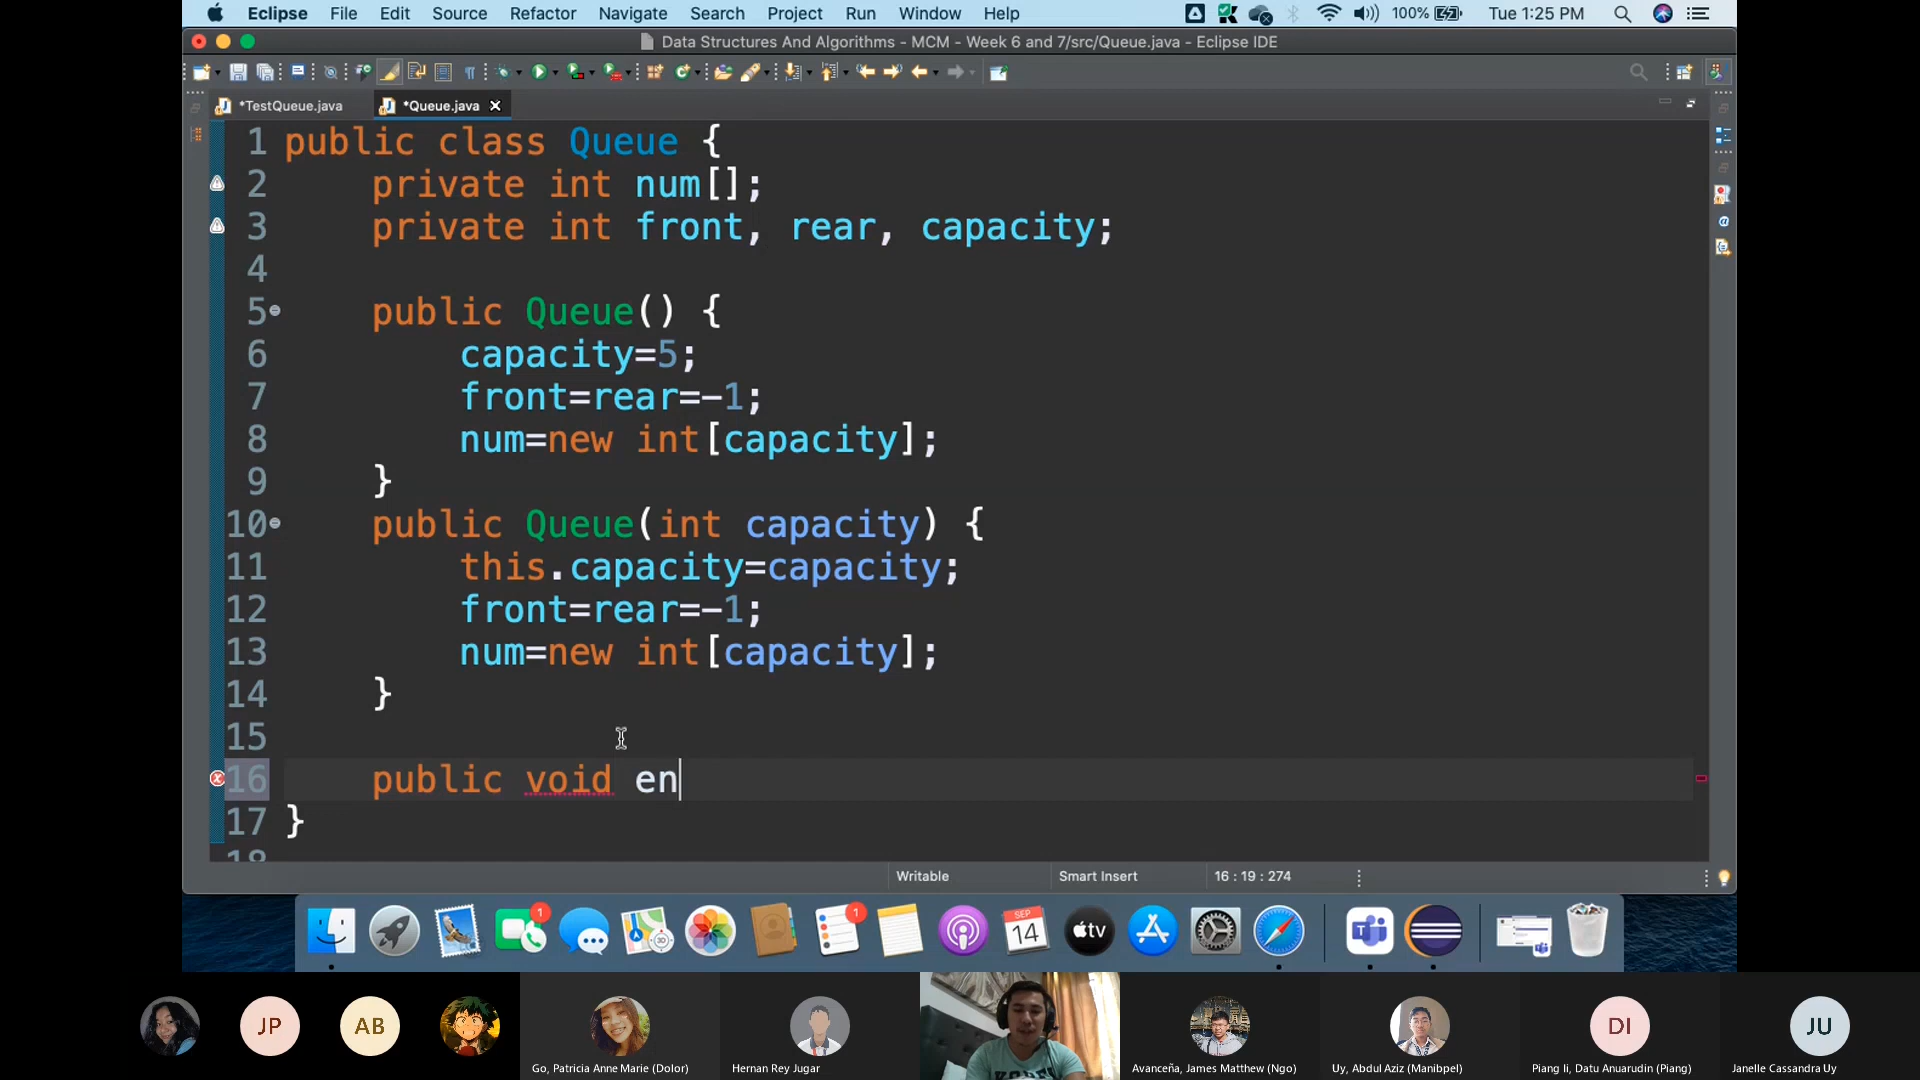 Eclipse File Edit Source Refactor Navigate Search Project Run Window Help 100% Tue 1:25 PM
Data Structures And Algorithms - MCM - Week 6 and 7/src/Queue.java - Eclipse IDE
*TestQueue.java *Queue.java
1 public class Queue {
2 private int num[];
3 private int front, rear, capacity;
4
5 public Queue() {
6 capacity=5;
7 front=rear=-1;
8 num=new int[capacity];
9 }
10 public Queue(int capacity) {
11 this.capacity=capacity;
12 front=rear=-1;
13 num=new int[capacity];
14 }
15
16 public void en
17 }
18
Writable Smart Insert 16 : 19 : 274
1 1 SEP 14 tv
JP AB DI JU
Go, Patricia Anne Marie (Dolor) Hernan Rey Jugar Avanceña, James Matthew (Ngo) Uy, Abdul Aziz (Manibpel) Piang Ii, Datu Anuarudin (Piang) Janelle Cassandra Uy